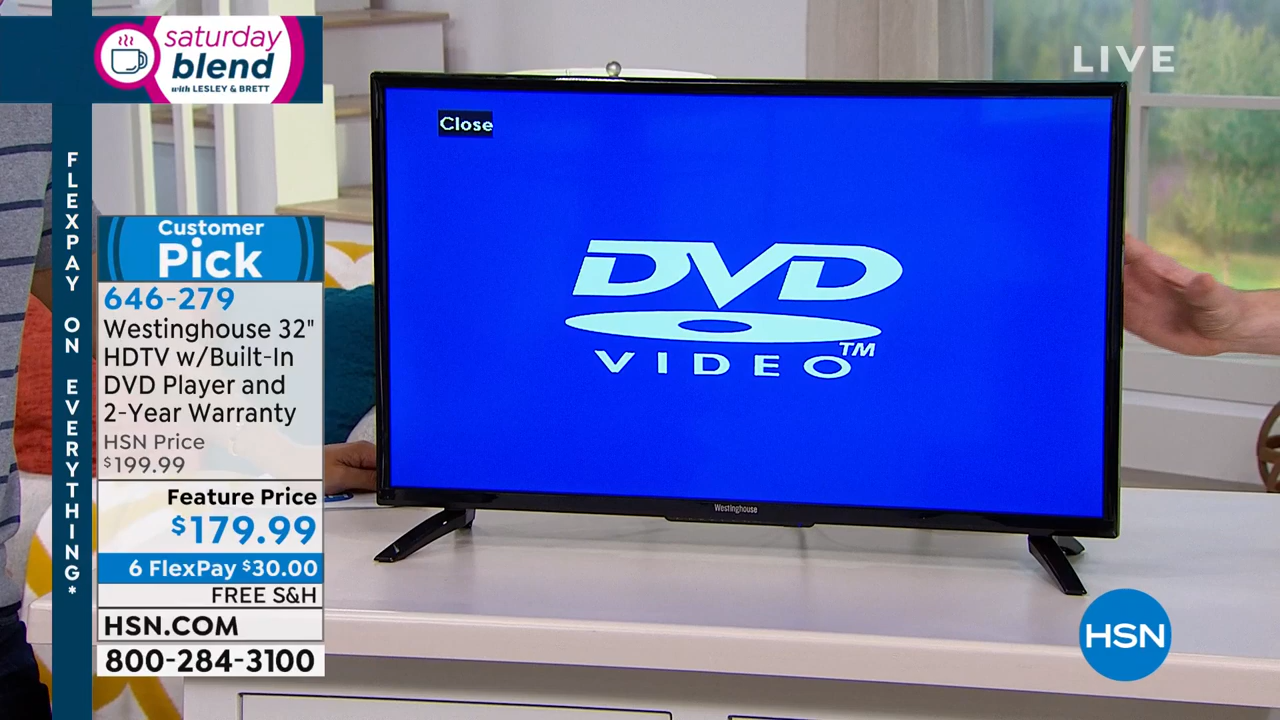 saturday
blend
with LESLEY & BRETT
LIVE
FLEXPAY ON EVERYTHING*
Close
DVD
VIDEO™
Westinghouse
Customer
Pick
646-279
Westinghouse 32"
HDTV w/Built-In
DVD Player and
2-Year Warranty
HSN Price
$199.99
Feature Price
$179.99
6 FlexPay $30.00
FREE S&H
HSN.COM
800-284-3100
HSN